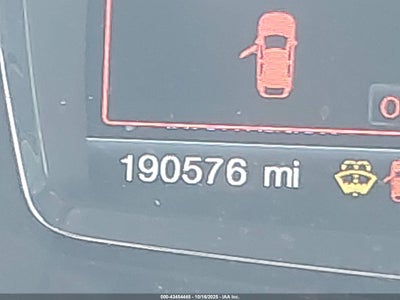 O
190576 mi
000-43454445 - 10/16/2025 - IAA Inc.